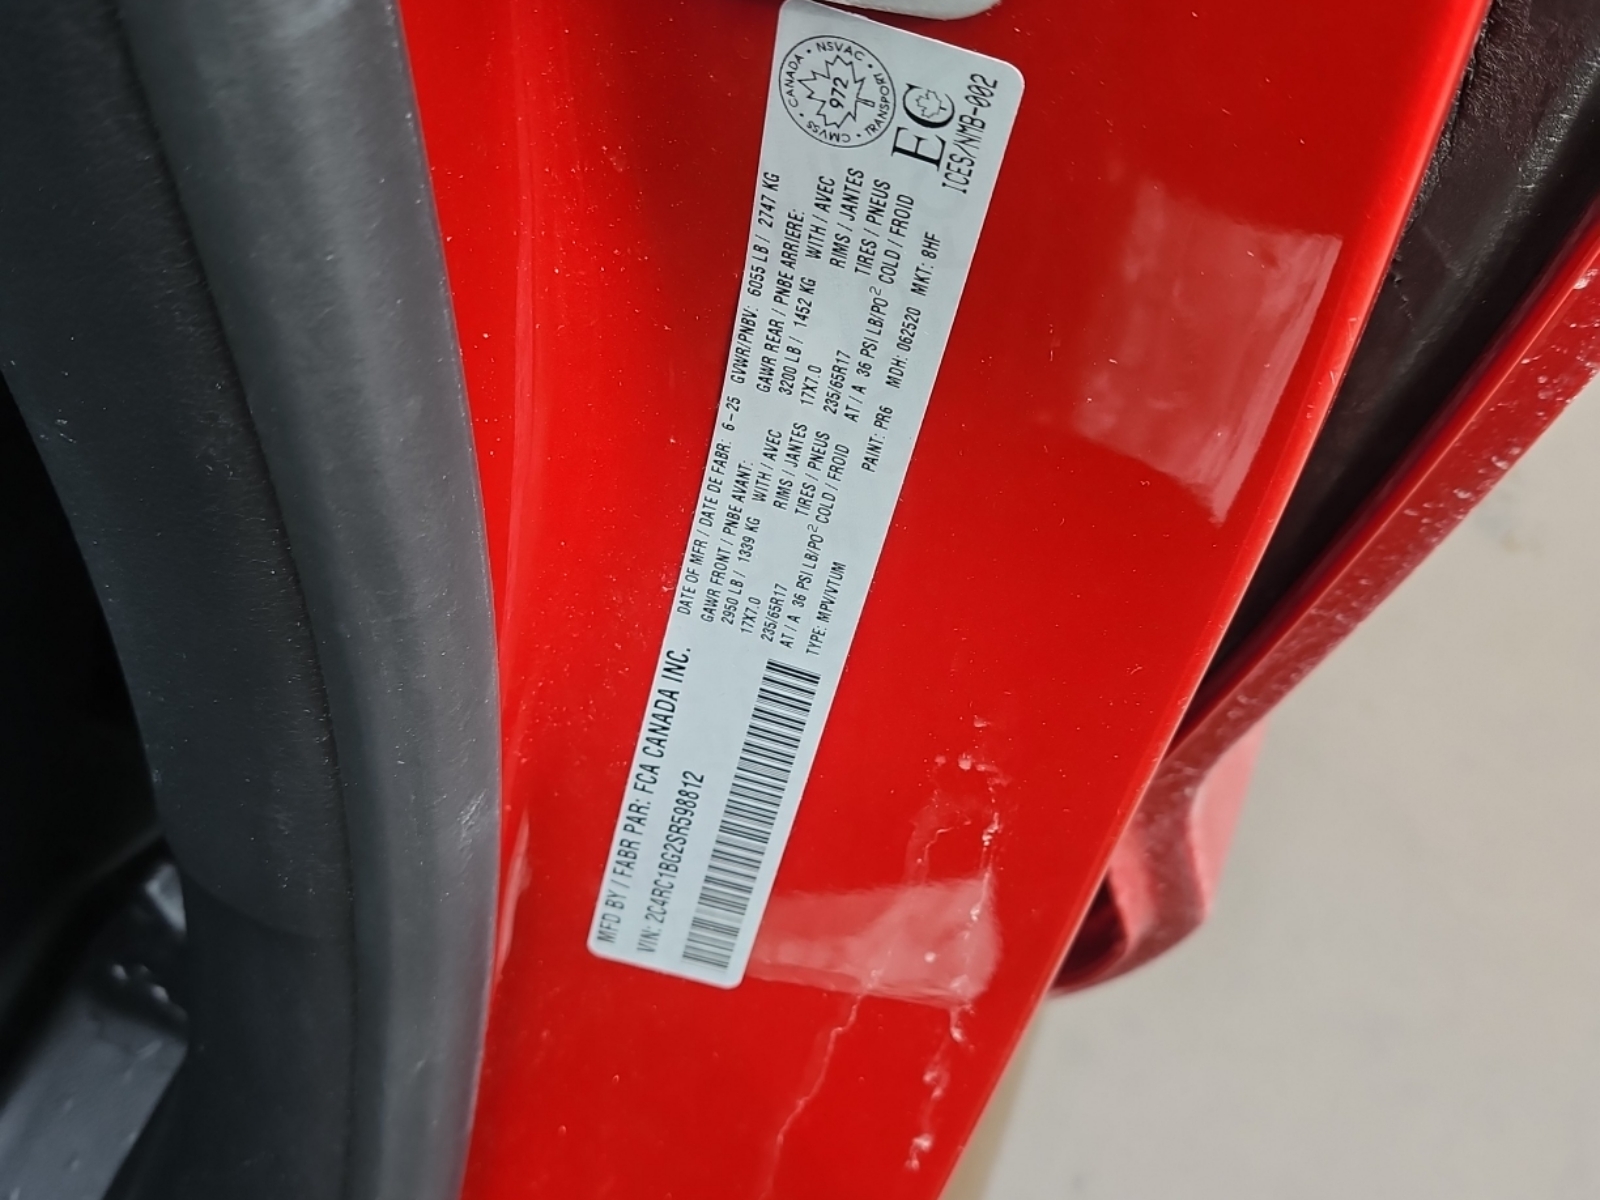 MFD BY / FABR PAR: FCA CANADA INC.
DATE OF MFR / DATE DE FABR: 6 - 25 GVWR/PNBV: 6055 LB / 2747 KG
GAWR FRONT / PNBE AVANT:
2950 LB / 1339 KG WITH / AVEC
17X7.0 RIMS / JANTES
235/65R17 TIRES / PNEUS
AT / A 36 PSI LB/PO² COLD / FROID
GAWR REAR / PNBE ARRIERE:
3200 LB / 1452 KG WITH / AVEC
17X7.0 RIMS / JANTES
235/65R17 TIRES / PNEUS
AT / A 36 PSI LB/PO² COLD / FROID
VIN: 2C4RC1BG2SR598812
TYPE: MPV/VTUM PAINT: PR6 MDH: 062520 MKT: 8HF
CANADA • NSVAC • TRANSPORT • CMVSS •
972
EC
ICES/NMB-002